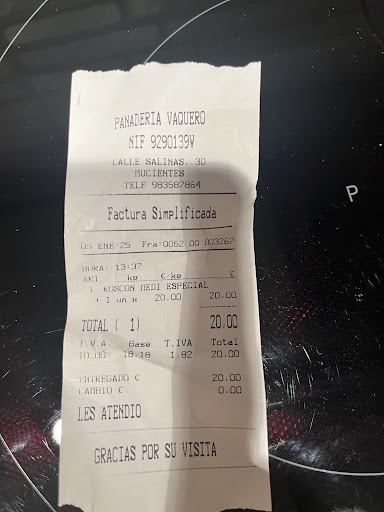 PANADERIA VAQUERO
NIF 9290139V
CALLE SALINAS, 30
MUCIENTES
TELF 983587864
Factura Simplificada
05 ENE/25 Fra:0052 00 003267
HORA: 13:37
ART kg €/kg €
1 ROSCON MEDI ESPECIAL
+ 1 un x 20.00 20.00
TOTAL ( 1) 20.00
I.V.A. Base T.IVA Total
10.00% 18.18 1.82 20.00
ENTREGADO € 20.00
CAMBIO € 0.00
LES ATENDIO
GRACIAS POR SU VISITA
P